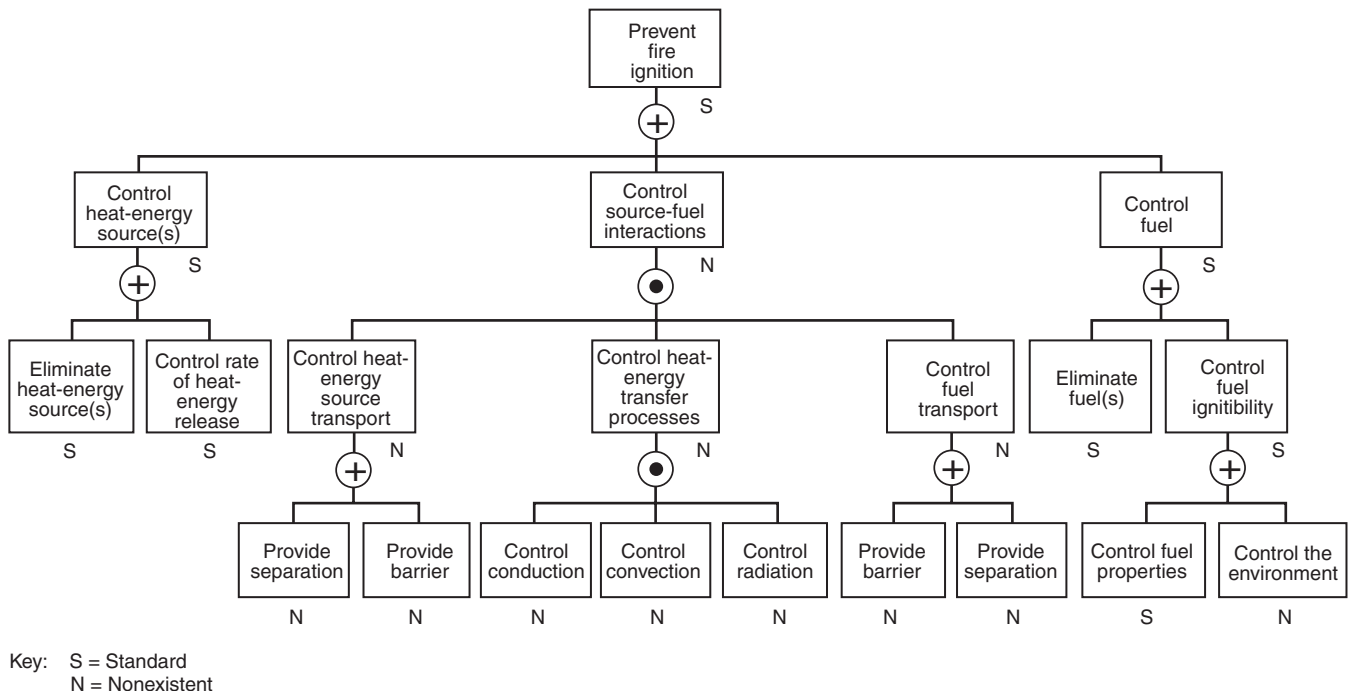 Prevent
fire
ignition
S
+
Control
heat-energy
source(s)
S
+
Control
source-fuel
interactions
N
Control
fuel
S
+
Eliminate
heat-energy
source(s)
S
Control rate
of heat-
energy
release
S
Control heat-
energy
source
transport
N
+
Control heat-
energy
transfer
processes
N
Control
fuel
transport
N
+
Eliminate
fuel(s)
S
Control
fuel
ignitibility
S
+
Provide
separation
N
Provide
barrier
N
Control
conduction
N
Control
convection
N
Control
radiation
N
Provide
barrier
N
Provide
separation
N
Control fuel
properties
S
Control the
environment
N
Key: S = Standard
N = Nonexistent